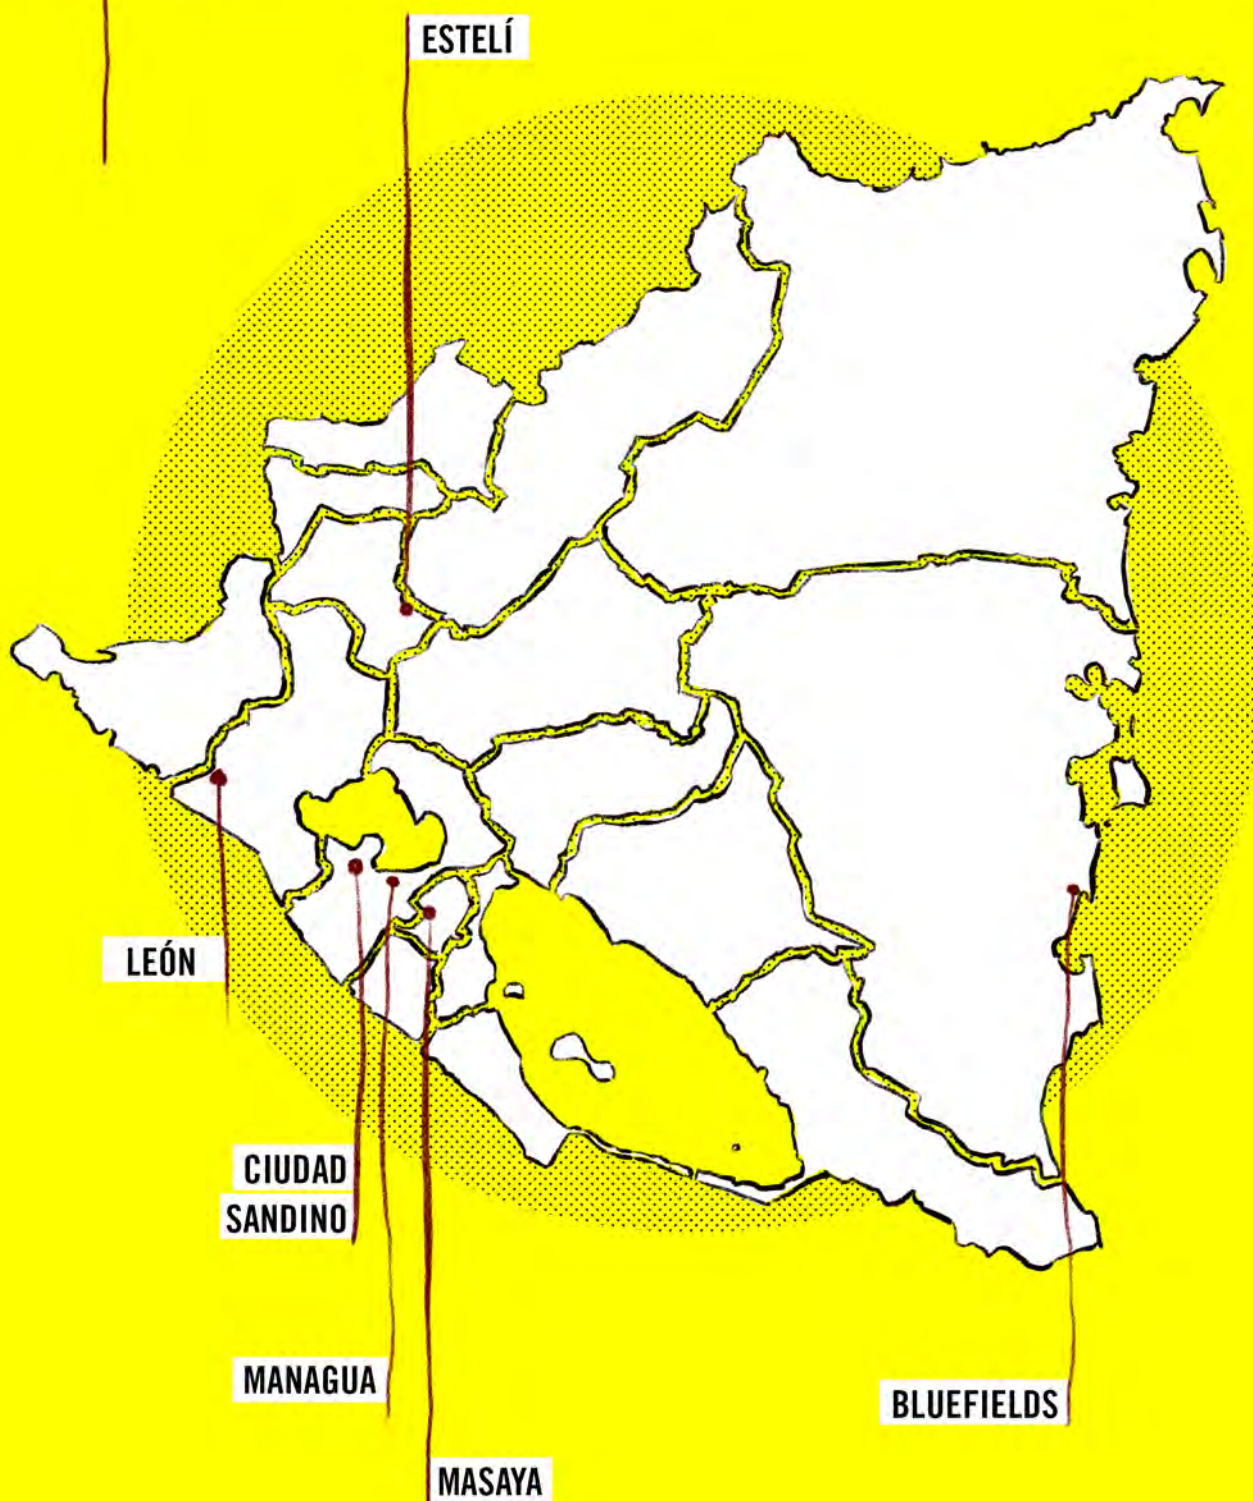 ESTELÍ
LEÓN
CIUDAD
SANDINO
MANAGUA
BLUEFIELDS
MASAYA